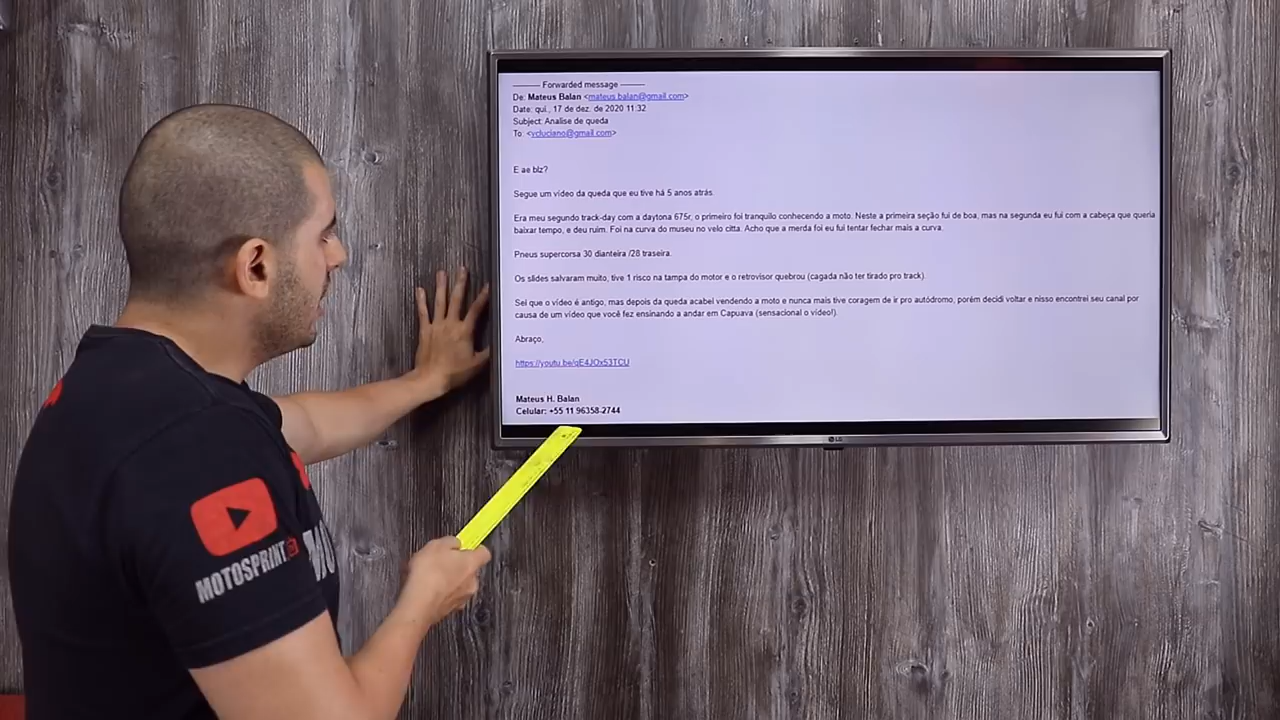 ---------- Forwarded message ---------
De: Mateus Balan <mateus.balan@gmail.com>
Date: qui., 17 de dez. de 2020 11:32
Subject: Analise de queda
To: <vcluciano@gmail.com>
E ae blz?
Segue um vídeo da queda que eu tive há 5 anos atrás.
Era meu segundo track-day com a daytona 675r, o primeiro foi tranquilo conhecendo a moto. Neste a primeira seção fui de boa, mas na segunda eu fui com a cabeça que queria
baixar tempo, e deu ruim. Foi na curva do museu no velo citta. Acho que a merda foi eu fui tentar fechar mais a curva.
Pneus supercorsa 30 dianteira /28 traseira.
Os slides salvaram muito, tive 1 risco na tampa do motor e o retrovisor quebrou (cagada não ter tirado pro track).
Sei que o vídeo é antigo, mas depois da queda acabei vendendo a moto e nunca mais tive coragem de ir pro autódromo, porém decidi voltar e nisso encontrei seu canal por
causa de um vídeo que você fez ensinando a andar em Capuava (sensacional o vídeo!).
Abraço,
https://youtu.be/qE4JOx53TCU
Mateus H. Balan
Celular: +55 11 96358-2744
LG
MOTOSPRINT